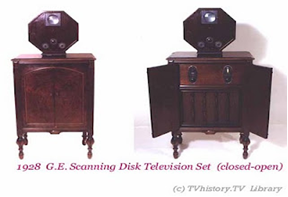 1928 G.E. Scanning Disk Television Set (closed-open)
(c) TVhistory.TV Library